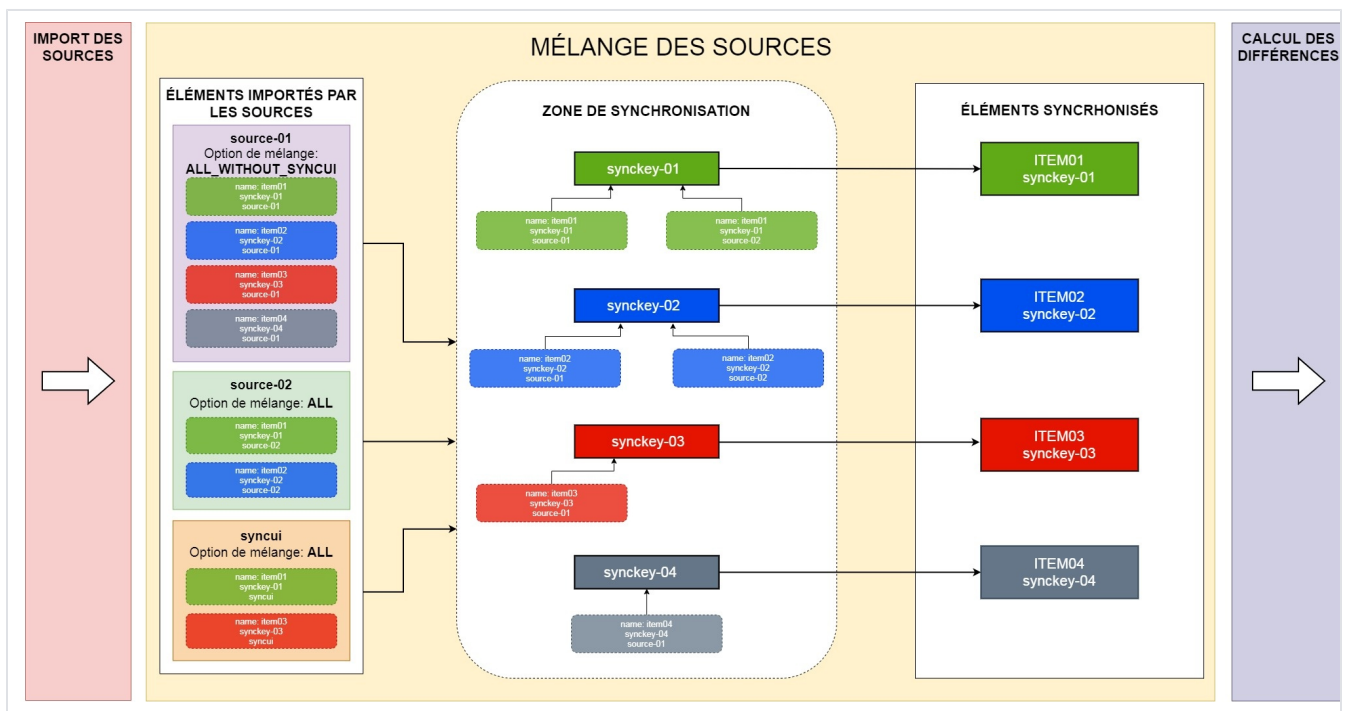 IMPORT DES
SOURCES
MÉLANGE DES SOURCES
ÉLÉMENTS IMPORTÉS PAR
LES SOURCES
source-01
Option de mélange:
ALL_WITHOUT_SYNCUI
name: item01
synckey-01
source-01
name: item02
synckey-02
source-01
name: item03
synckey-03
source-01
name: item04
synckey-04
source-01
source-02
Option de mélange: ALL
name: item01
synckey-01
source-02
name: item02
synckey-02
source-02
syncui
Option de mélange: ALL
name: item01
synckey-01
syncui
name: item03
synckey-03
syncui
ZONE DE SYNCHRONISATION
synckey-01
name: item01
synckey-01
source-01
name: item01
synckey-01
source-02
synckey-02
name: item02
synckey-02
source-01
name: item02
synckey-02
source-02
synckey-03
name: item03
synckey-03
source-01
synckey-04
name: item04
synckey-04
source-01
ÉLÉMENTS SYNCRHONISÉS
ITEM01
synckey-01
ITEM02
synckey-02
ITEM03
synckey-03
ITEM04
synckey-04
CALCUL DES
DIFFÉRENCES